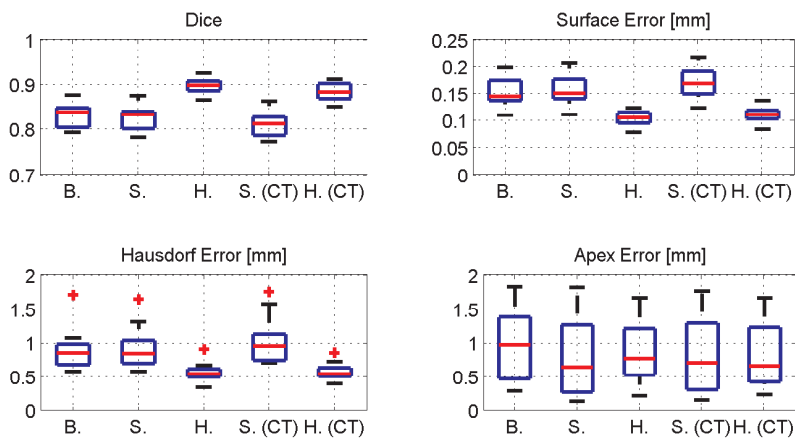 Dice
1
0.9
0.8
0.7
B. S. H. S. (CT) H. (CT)
Surface Error [mm]
0.25
0.2
0.15
0.1
0.05
0
B. S. H. S. (CT) H. (CT)
Hausdorf Error [mm]
2
1.5
1
0.5
0
B. S. H. S. (CT) H. (CT)
Apex Error [mm]
2
1.5
1
0.5
0
B. S. H. S. (CT) H. (CT)